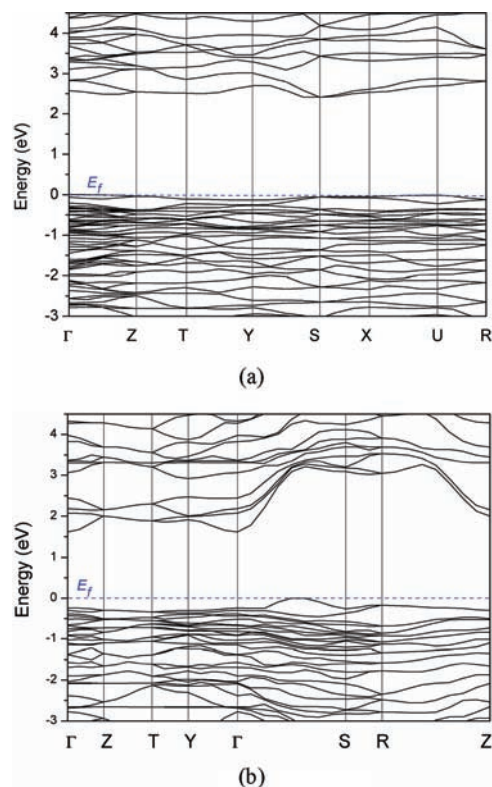 4
3
2
1
0
-1
-2
-3
Energy (eV)
E_f
Γ Z T Y S X U R
(a)
4
3
2
1
0
-1
-2
-3
Energy (eV)
E_f
Γ Z T Y Γ S R Z
(b)